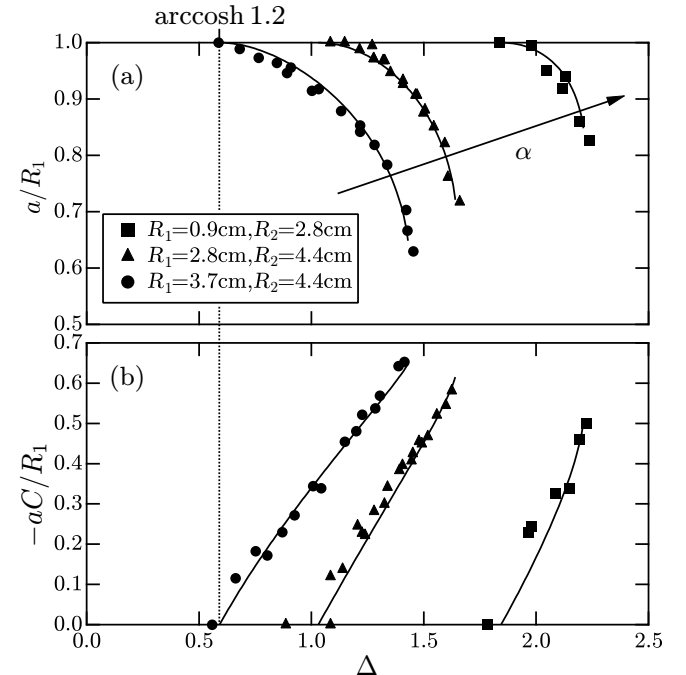 arccosh 1.2
1.0
(a)
0.9
0.8
a/R₁
α
0.7
R₁=0.9cm,R₂=2.8cm
R₁=2.8cm,R₂=4.4cm
0.6
R₁=3.7cm,R₂=4.4cm
0.5
0.7
(b)
0.6
0.5
0.4
−aC/R₁
0.3
0.2
0.1
0.0
0.0 0.5 1.0 1.5 2.0 2.5
Δ